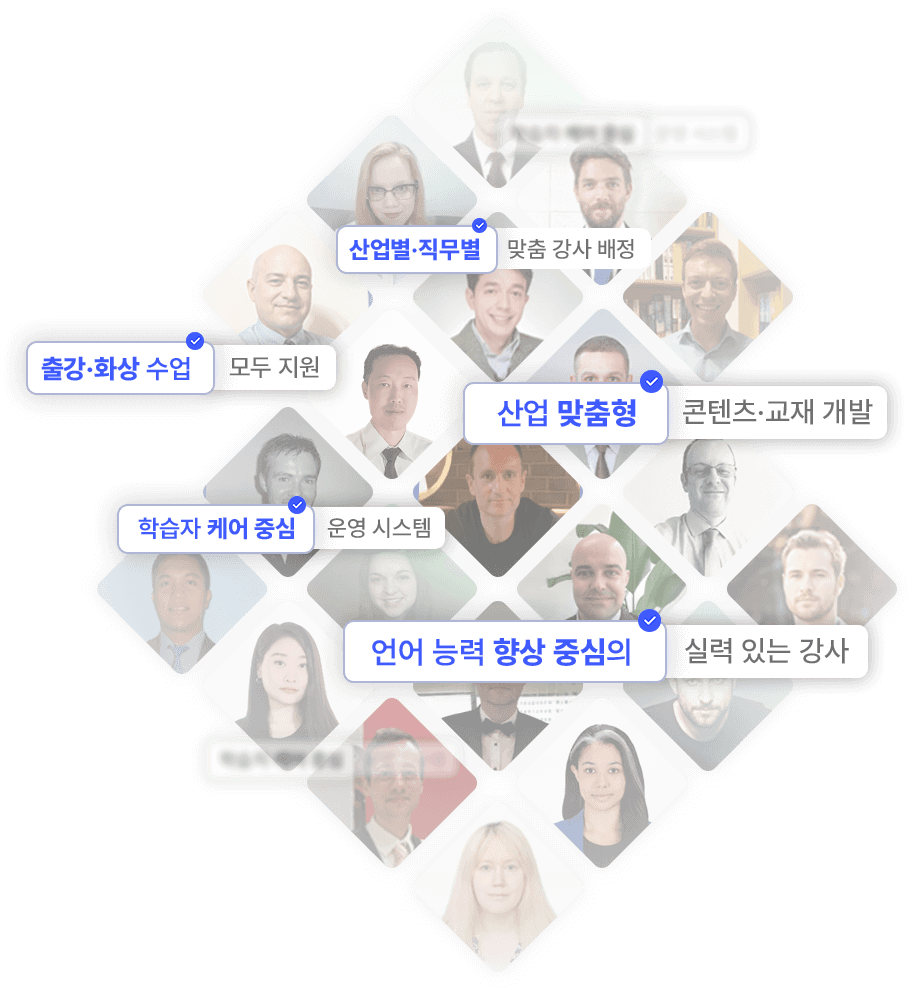 산업별·직무별 맞춤 강사 배정
출강·화상 수업 모두 지원
산업 맞춤형 콘텐츠·교재 개발
학습자 케어 중심 운영 시스템
언어 능력 향상 중심의 실력 있는 강사